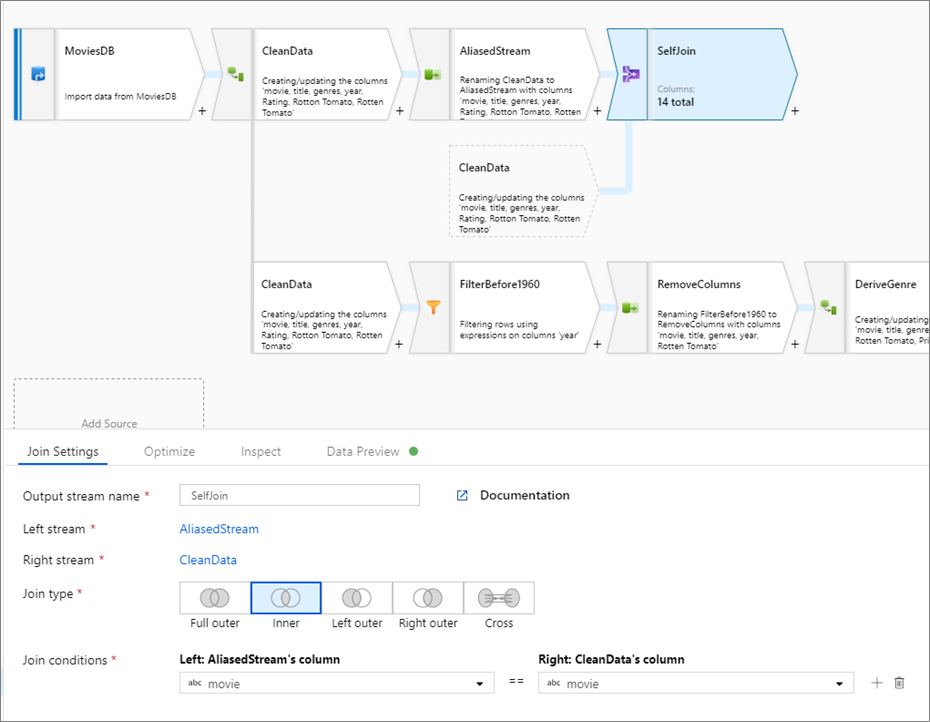 MoviesDB
Import data from MoviesDB
+
CleanData
Creating/updating the columns
'movie, title, genres, year,
Rating, Rotton Tomato, Rotten
Tomato'
+
AliasedStream
Renaming CleanData to
AliasedStream with columns
'movie, title, genres, year,
Rating, Rotton Tomato, Rotten
+
SelfJoin
Columns:
14 total
+
CleanData
Creating/updating the columns
'movie, title, genres, year,
Rating, Rotton Tomato, Rotten
Tomato'
CleanData
Creating/updating the columns
'movie, title, genres, year,
Rating, Rotton Tomato, Rotten
Tomato'
+
FilterBefore1960
Filtering rows using
expressions on columns 'year'
+
RemoveColumns
Renaming FilterBefore1960 to
RemoveColumns with columns
'movie, title, genres, year,
Rotten Tomato'
+
DeriveGenre
Creating/updating
'movie, title, genre
Rotten Tomato, Pri
Add Source
Join Settings Optimize Inspect Data Preview
Output stream name * SelfJoin Documentation
Left stream * AliasedStream
Right stream * CleanData
Join type *
Full outer Inner Left outer Right outer Cross
Join conditions * Left: AliasedStream's column Right: CleanData's column
abc movie == abc movie +